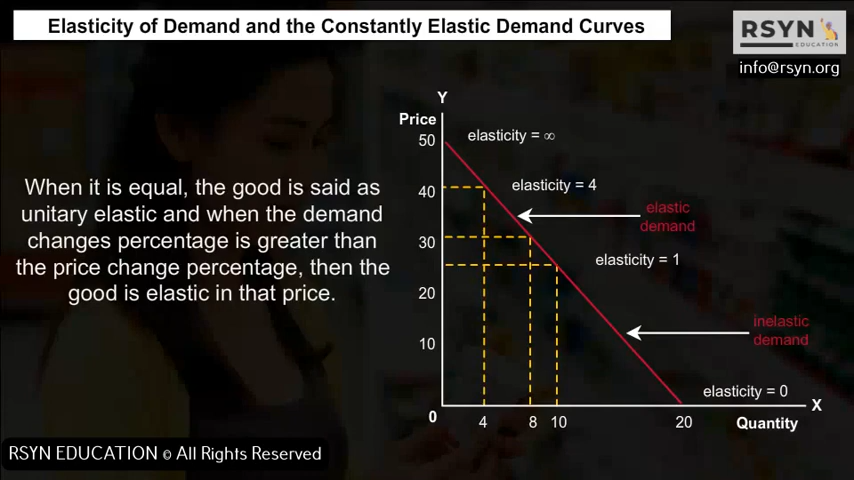 Elasticity of Demand and the Constantly Elastic Demand Curves
RSYN
EDUCATION
info@rsyn.org
When it is equal, the good is said as
unitary elastic and when the demand
changes percentage is greater than
the price change percentage, then the
good is elastic in that price.
Y
Price
50
elasticity = ∞
40
elasticity = 4
elastic
demand
30
elasticity = 1
20
inelastic
demand
10
elasticity = 0
X
0
4
8
10
20
Quantity
RSYN EDUCATION © All Rights Reserved